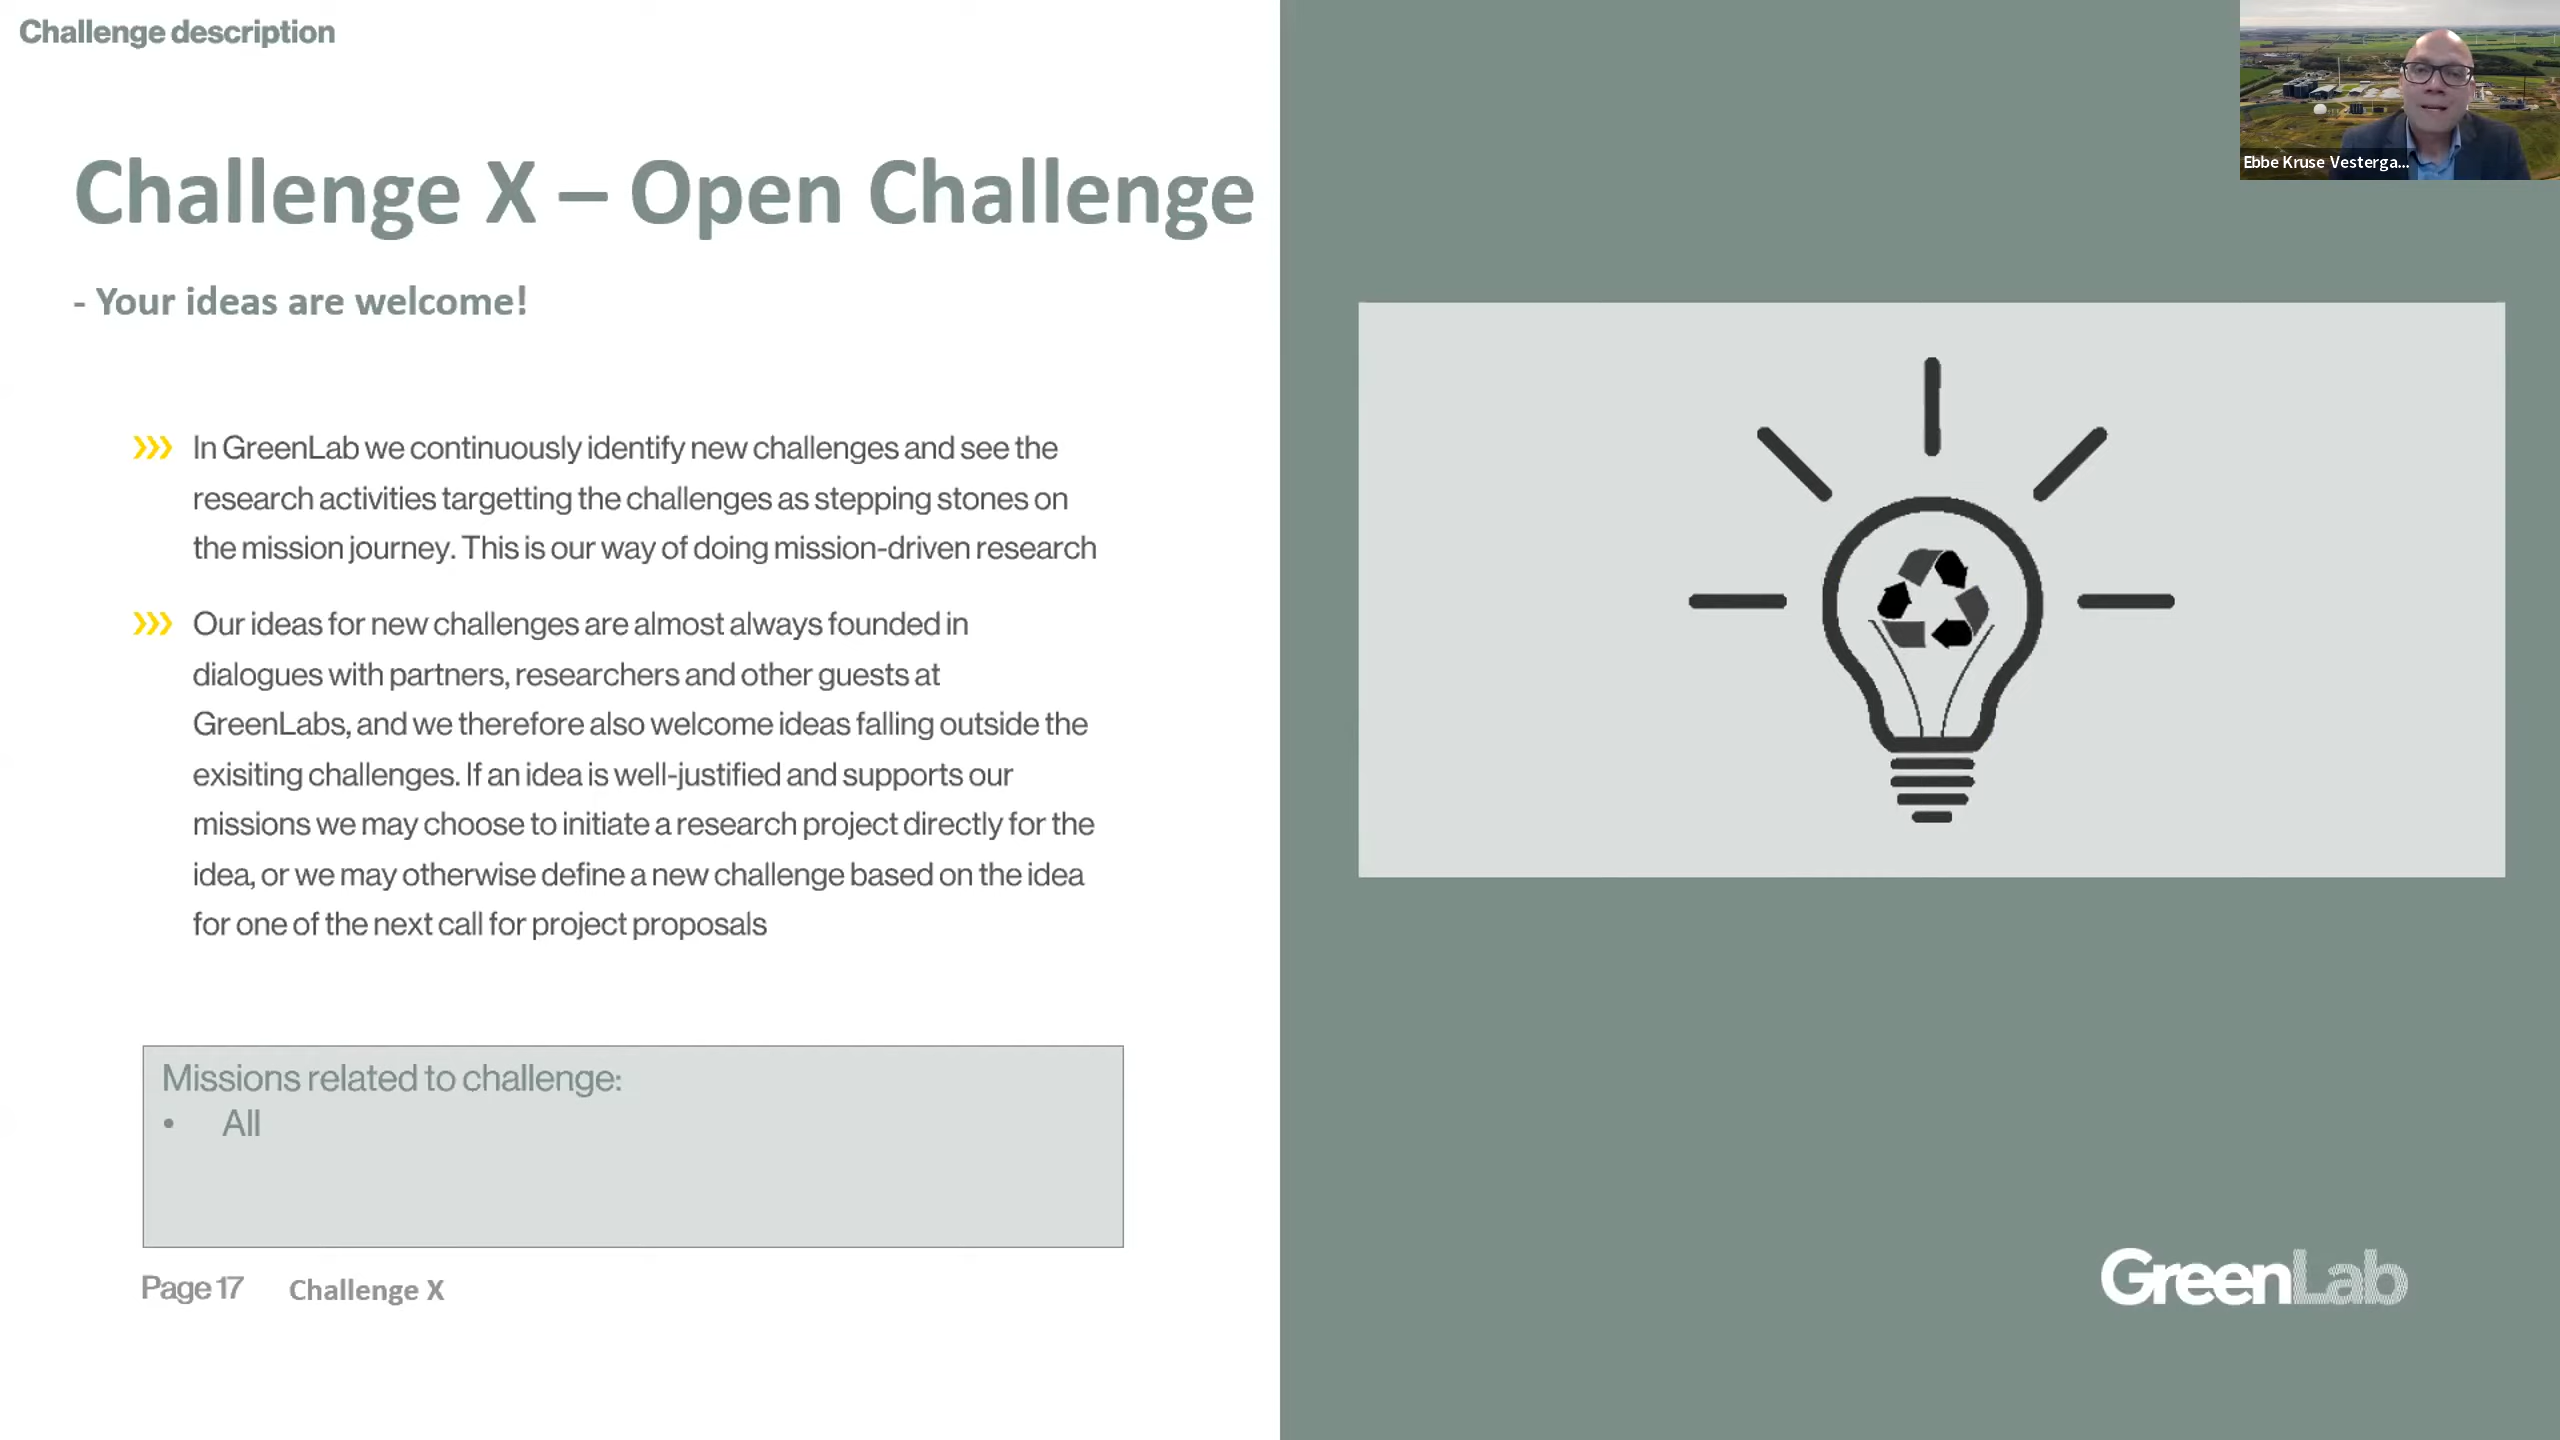 Challenge description
Challenge X – Open Challenge
- Your ideas are welcome!
In GreenLab we continuously identify new challenges and see the
research activities targetting the challenges as stepping stones on
the mission journey. This is our way of doing mission-driven research
Our ideas for new challenges are almost always founded in
dialogues with partners, researchers and other guests at
GreenLabs, and we therefore also welcome ideas falling outside the
exisiting challenges. If an idea is well-justified and supports our
missions we may choose to initiate a research project directly for the
idea, or we may otherwise define a new challenge based on the idea
for one of the next call for project proposals
Missions related to challenge:
• All
Page 17 Challenge X
Ebbe Kruse Vesterga...
GreenLab